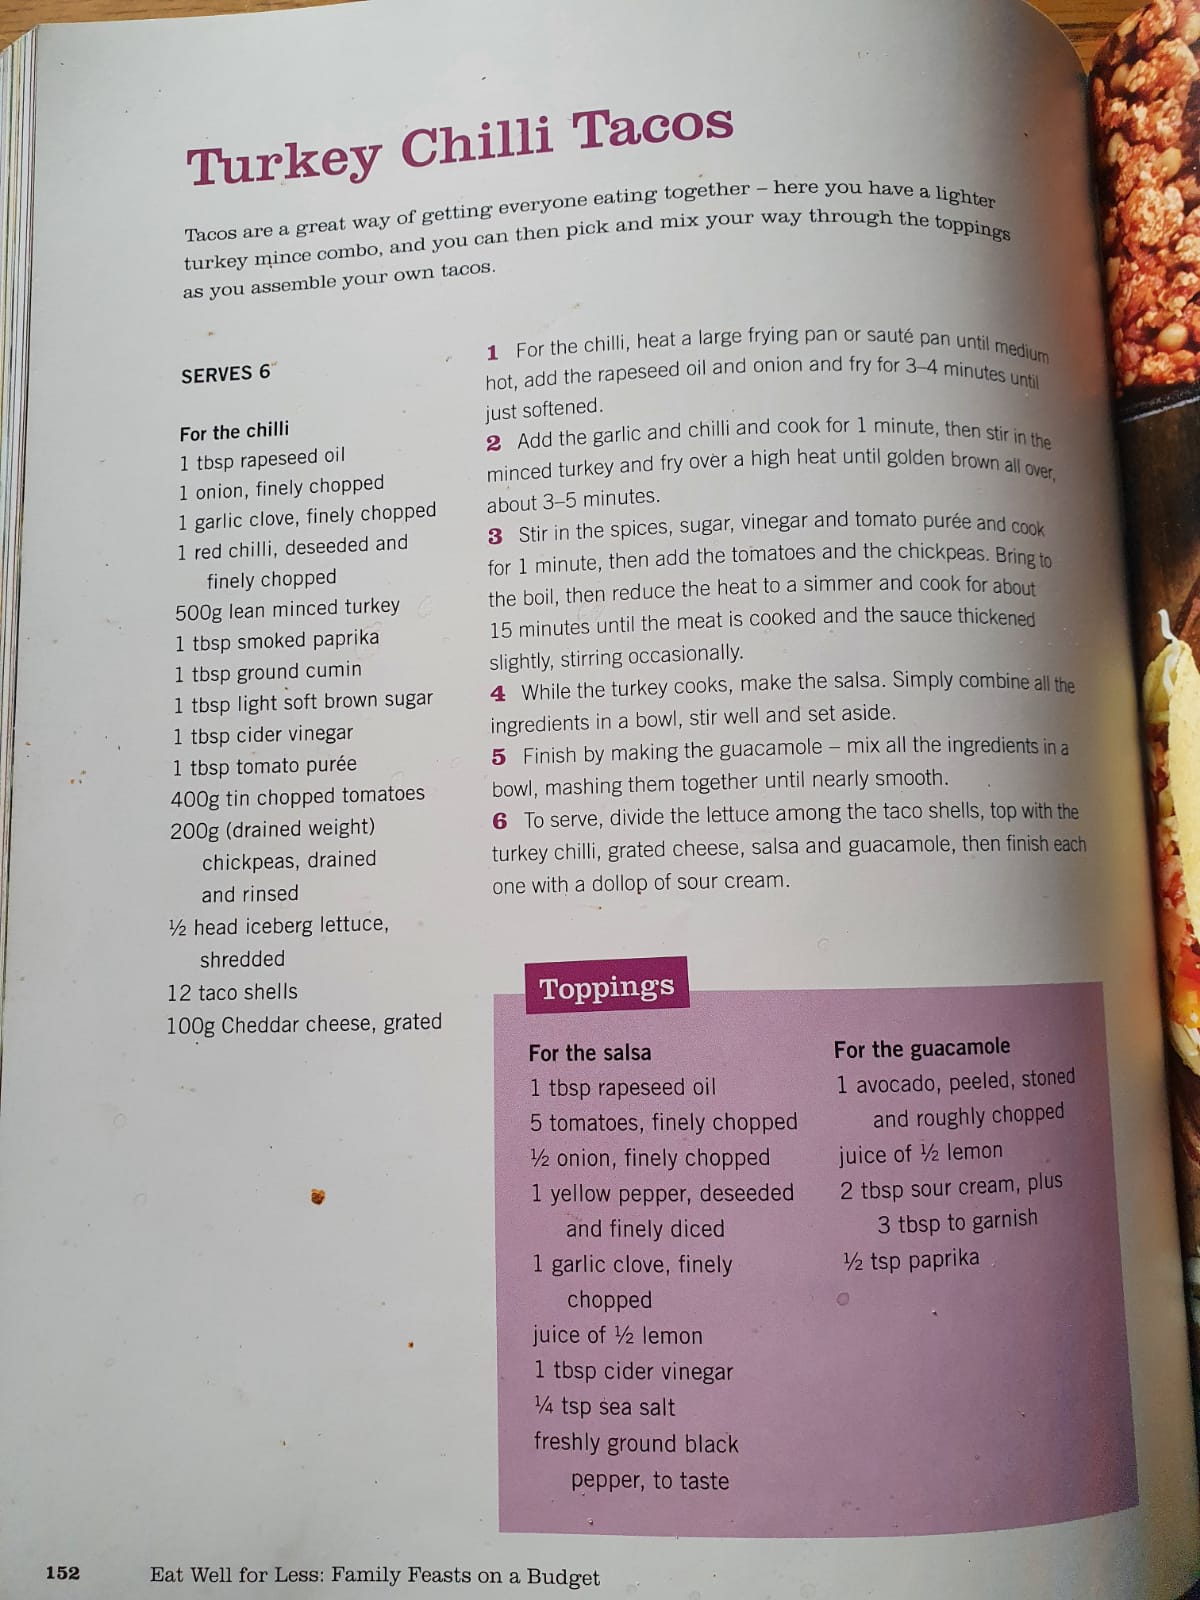 Turkey Chilli Tacos
Tacos are a great way of getting everyone eating together – here you have a lighter
turkey mince combo, and you can then pick and mix your way through the toppings
as you assemble your own tacos.
SERVES 6
For the chilli
1 tbsp rapeseed oil
1 onion, finely chopped
1 garlic clove, finely chopped
1 red chilli, deseeded and
finely chopped
500g lean minced turkey
1 tbsp smoked paprika
1 tbsp ground cumin
1 tbsp light soft brown sugar
1 tbsp cider vinegar
1 tbsp tomato purée
400g tin chopped tomatoes
200g (drained weight)
chickpeas, drained
and rinsed
½ head iceberg lettuce,
shredded
12 taco shells
100g Cheddar cheese, grated
1 For the chilli, heat a large frying pan or sauté pan until medium
hot, add the rapeseed oil and onion and fry for 3–4 minutes until
just softened.
2 Add the garlic and chilli and cook for 1 minute, then stir in the
minced turkey and fry over a high heat until golden brown all over,
about 3–5 minutes.
3 Stir in the spices, sugar, vinegar and tomato purée and cook
for 1 minute, then add the tomatoes and the chickpeas. Bring to
the boil, then reduce the heat to a simmer and cook for about
15 minutes until the meat is cooked and the sauce thickened
slightly, stirring occasionally.
4 While the turkey cooks, make the salsa. Simply combine all the
ingredients in a bowl, stir well and set aside.
5 Finish by making the guacamole – mix all the ingredients in a
bowl, mashing them together until nearly smooth.
6 To serve, divide the lettuce among the taco shells, top with the
turkey chilli, grated cheese, salsa and guacamole, then finish each
one with a dollop of sour cream.
Toppings
For the salsa
1 tbsp rapeseed oil
5 tomatoes, finely chopped
½ onion, finely chopped
1 yellow pepper, deseeded
and finely diced
1 garlic clove, finely
chopped
juice of ½ lemon
1 tbsp cider vinegar
¼ tsp sea salt
freshly ground black
pepper, to taste
For the guacamole
1 avocado, peeled, stoned
and roughly chopped
juice of ½ lemon
2 tbsp sour cream, plus
3 tbsp to garnish
½ tsp paprika
152 Eat Well for Less: Family Feasts on a Budget